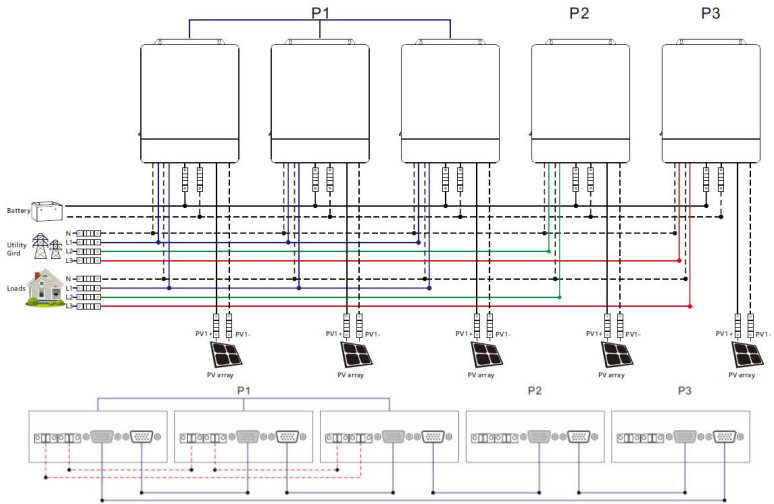 P1 P2 P3
Battery
Utility
Gird
N
L1
L2
L3
Loads
N
L1
L2
L3
PV1+ PV1- PV1+ PV1- PV1+ PV1- PV1+ PV1- PV1+ PV1-
PV array PV array PV array PV array PV array
P1 P2 P3